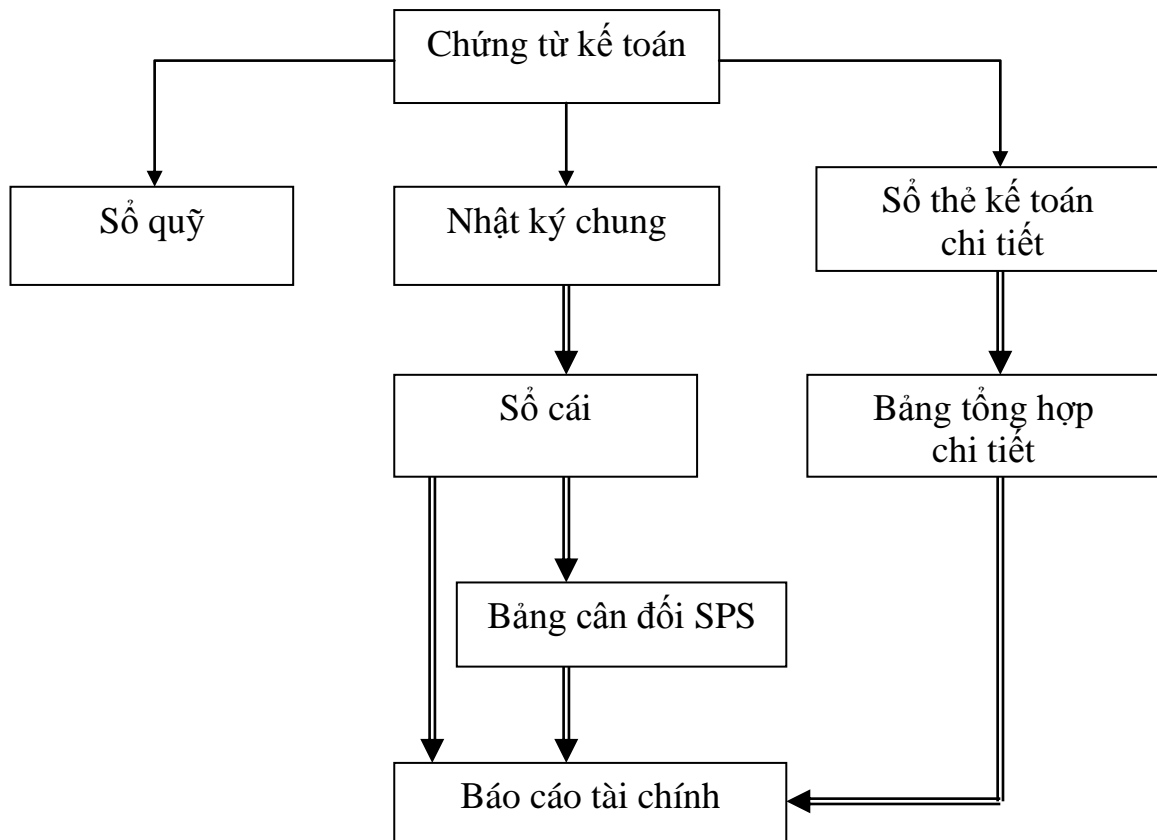 Chứng từ kế toán
Sổ quỹ
Nhật ký chung
Sổ thẻ kế toán
chi tiết
Sổ cái
Bảng tổng hợp
chi tiết
Bảng cân đối SPS
Báo cáo tài chính